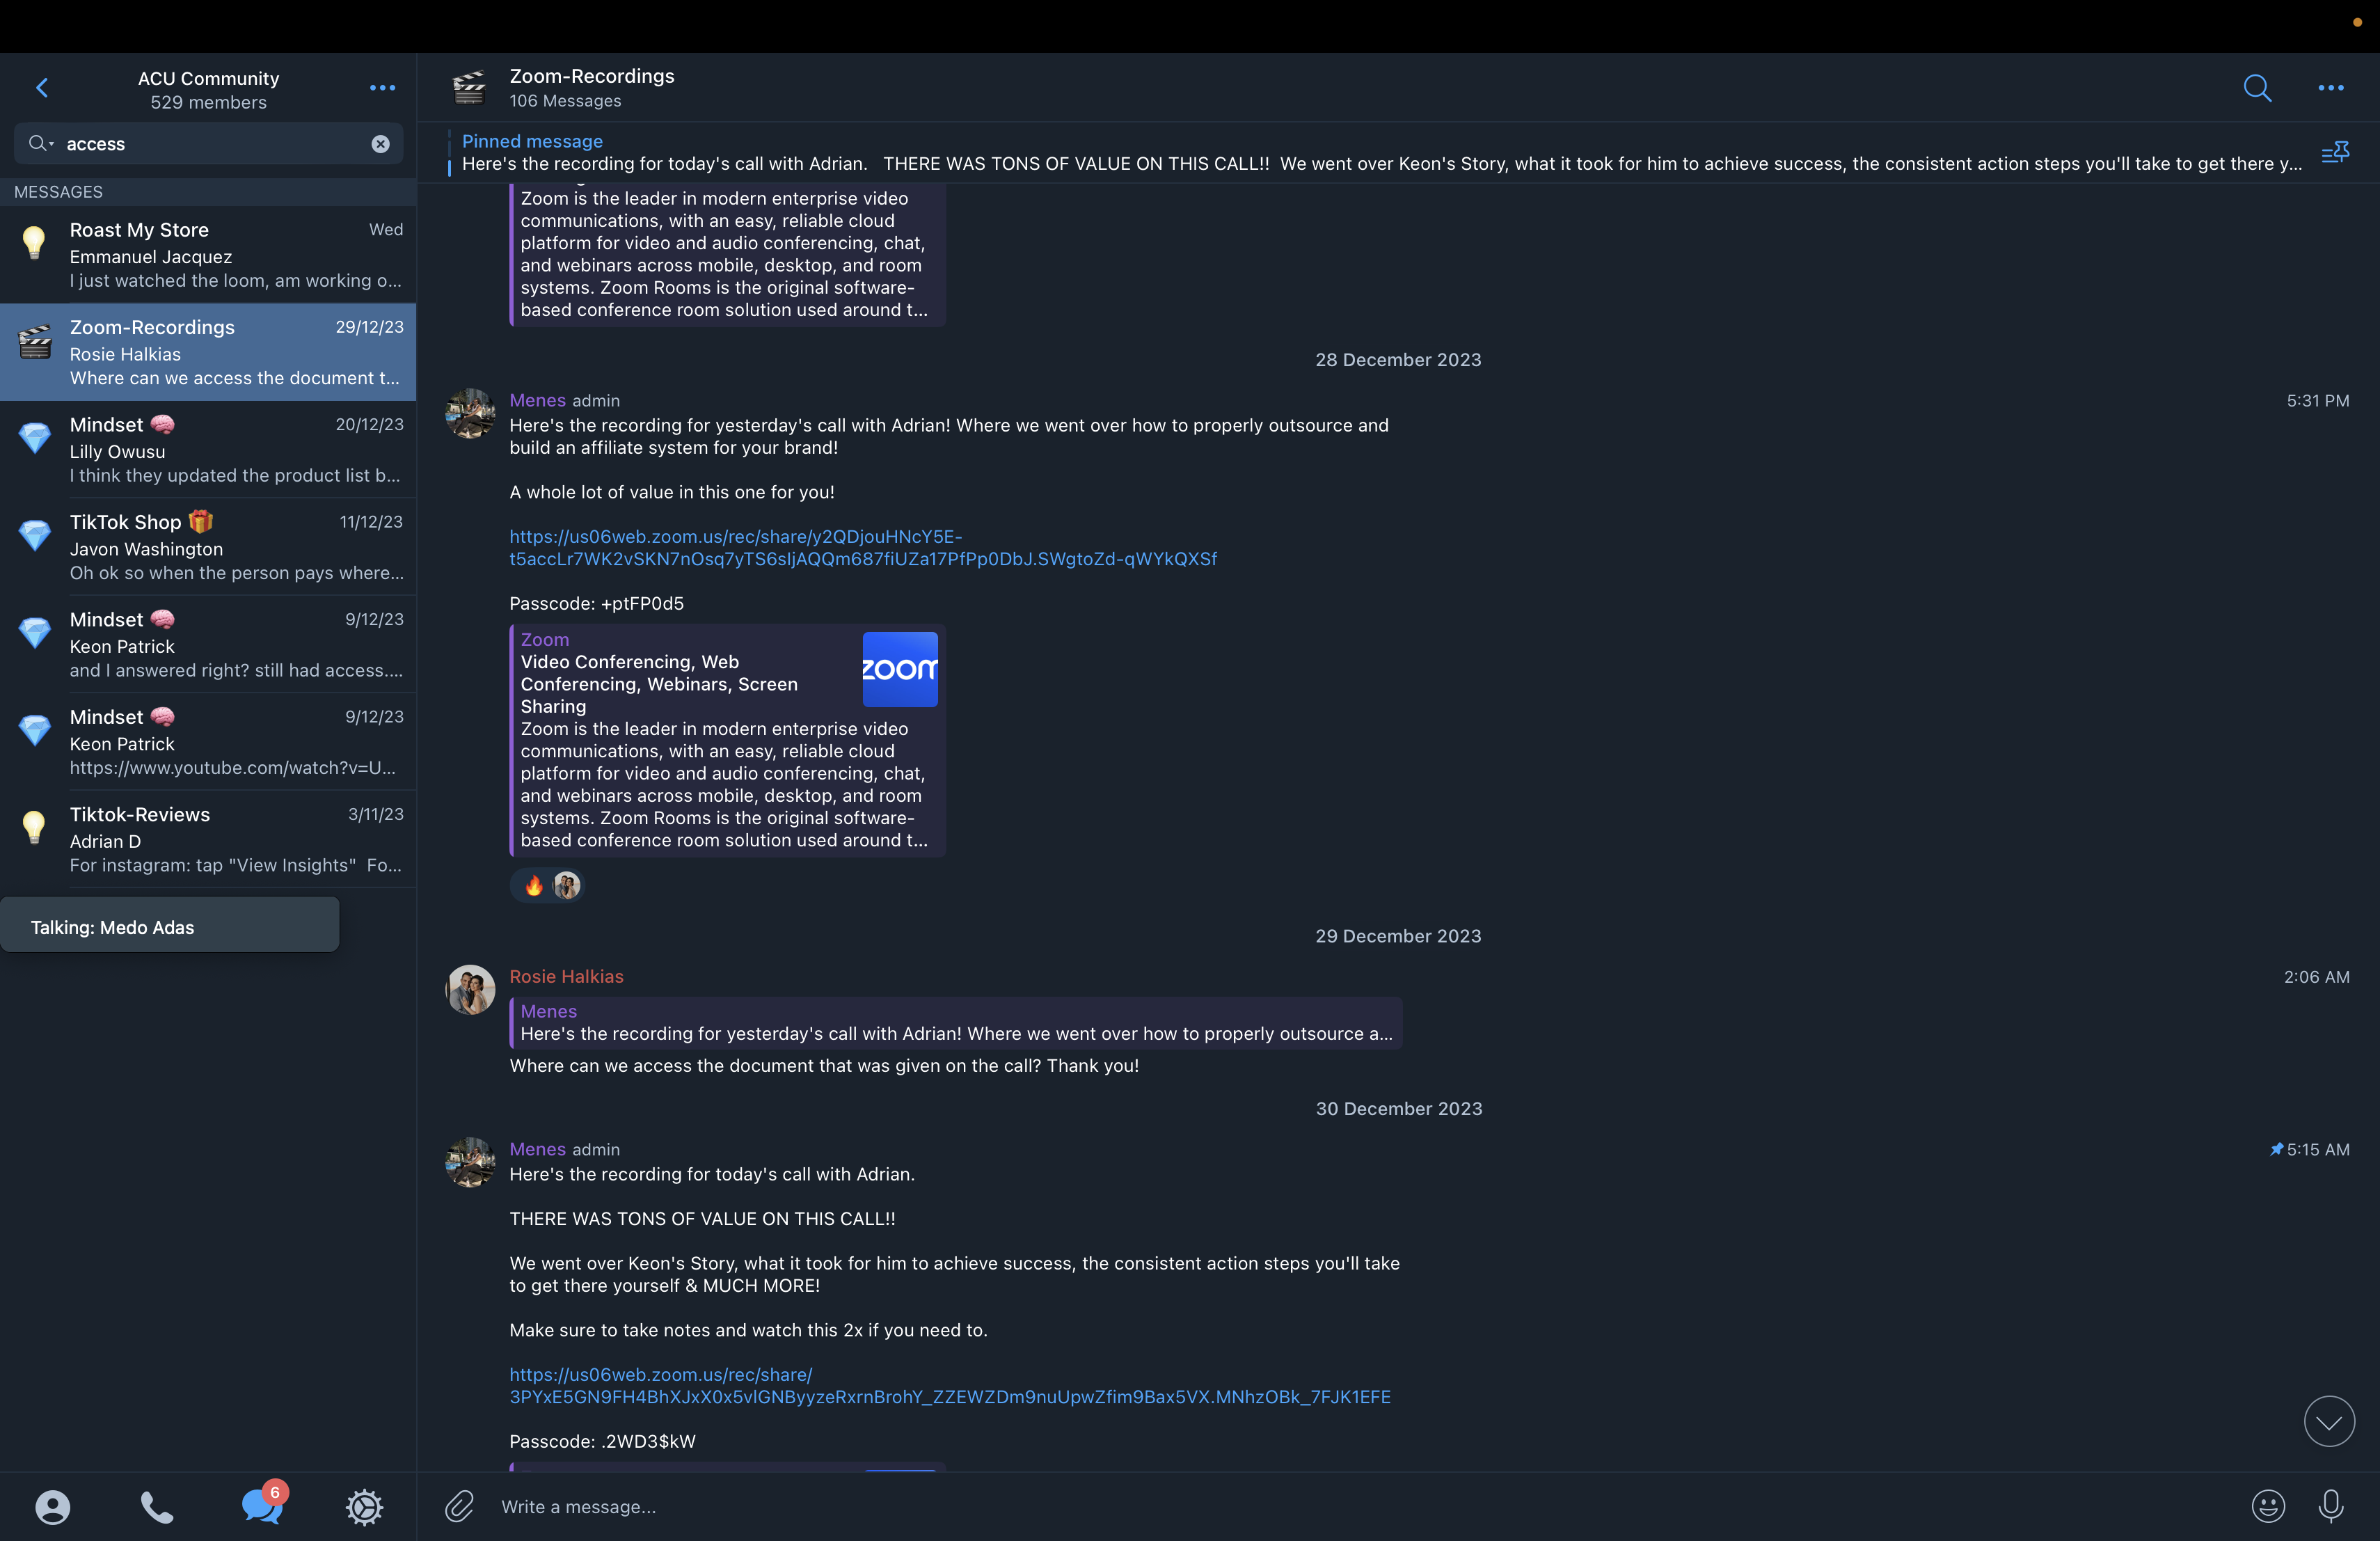 ACU Community
529 members
access
MESSAGES
Roast My Store
Wed
Emmanuel Jacquez
I just watched the loom, am working o...
Zoom-Recordings
29/12/23
Rosie Halkias
Where can we access the document t...
Mindset
20/12/23
Lilly Owusu
I think they updated the product list b...
TikTok Shop
11/12/23
Javon Washington
Oh ok so when the person pays where...
Mindset
9/12/23
Keon Patrick
and I answered right? still had access....
Mindset
9/12/23
Keon Patrick
https://www.youtube.com/watch?v=U...
Tiktok-Reviews
3/11/23
Adrian D
For instagram: tap "View Insights"  Fo...
Talking: Medo Adas
6
Zoom-Recordings
106 Messages
Pinned message
Here's the recording for today's call with Adrian.   THERE WAS TONS OF VALUE ON THIS CALL!!  We went over Keon's Story, what it took for him to achieve success, the consistent action steps you'll take to get there y...
Zoom is the leader in modern enterprise video
communications, with an easy, reliable cloud
platform for video and audio conferencing, chat,
and webinars across mobile, desktop, and room
systems. Zoom Rooms is the original software-
based conference room solution used around t...
28 December 2023
Menes admin
5:31 PM
Here's the recording for yesterday's call with Adrian! Where we went over how to properly outsource and
build an affiliate system for your brand!
A whole lot of value in this one for you!
https://us06web.zoom.us/rec/share/y2QDjouHNcY5E-
t5accLr7WK2vSKN7nOsq7yTS6sljAQQm687fiUZa17PfPp0DbJ.SWgtoZd-qWYkQXSf
Passcode: +ptFP0d5
Zoom
Video Conferencing, Web
Conferencing, Webinars, Screen
Sharing
zoom
Zoom is the leader in modern enterprise video
communications, with an easy, reliable cloud
platform for video and audio conferencing, chat,
and webinars across mobile, desktop, and room
systems. Zoom Rooms is the original software-
based conference room solution used around t...
29 December 2023
Rosie Halkias
2:06 AM
Menes
Here's the recording for yesterday's call with Adrian! Where we went over how to properly outsource a...
Where can we access the document that was given on the call? Thank you!
30 December 2023
Menes admin
5:15 AM
Here's the recording for today's call with Adrian.
THERE WAS TONS OF VALUE ON THIS CALL!!
We went over Keon's Story, what it took for him to achieve success, the consistent action steps you'll take
to get there yourself & MUCH MORE!
Make sure to take notes and watch this 2x if you need to.
https://us06web.zoom.us/rec/share/
3PYxE5GN9FH4BhXJxX0x5vlGNByyzeRxrnBrohY_ZZEWZDm9nuUpwZfim9Bax5VX.MNhzOBk_7FJK1EFE
Passcode: .2WD3$kW
Write a message...